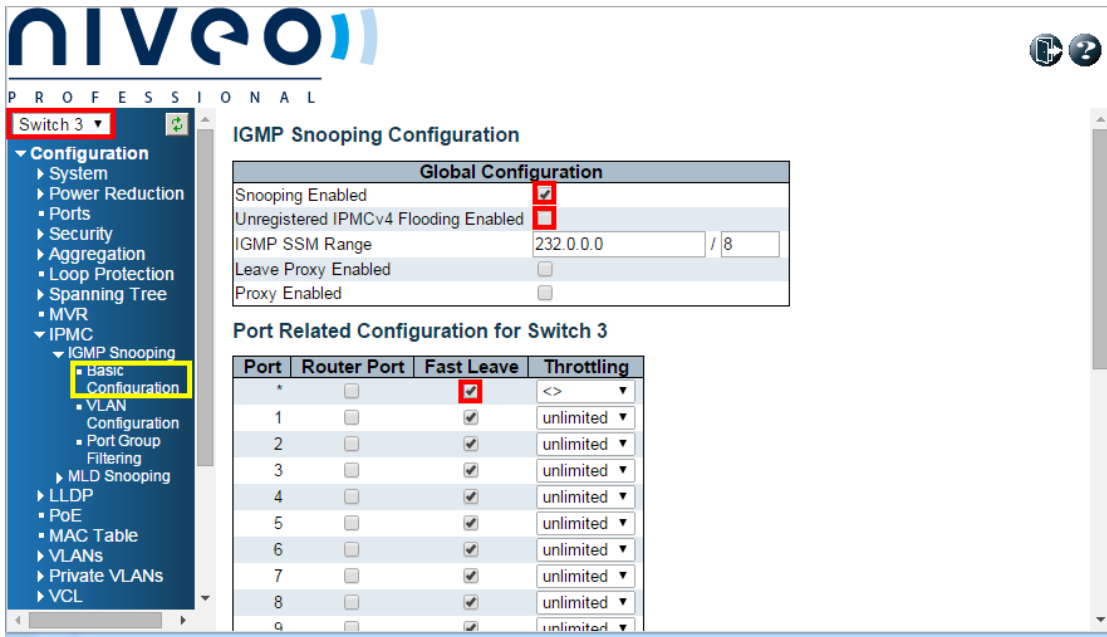 niveo
PROFESSIONAL
Switch 3
Configuration
System
Power Reduction
Ports
Security
Aggregation
Loop Protection
Spanning Tree
MVR
IPMC
IGMP Snooping
Basic
Configuration
VLAN
Configuration
Port Group
Filtering
MLD Snooping
LLDP
PoE
MAC Table
VLANs
Private VLANs
VCL
?
IGMP Snooping Configuration
Global Configuration
Snooping Enabled
Unregistered IPMCv4 Flooding Enabled
IGMP SSM Range 232.0.0.0 / 8
Leave Proxy Enabled
Proxy Enabled
Port Related Configuration for Switch 3
Port Router Port Fast Leave Throttling
* <>
1 unlimited
2 unlimited
3 unlimited
4 unlimited
5 unlimited
6 unlimited
7 unlimited
8 unlimited
9 unlimited